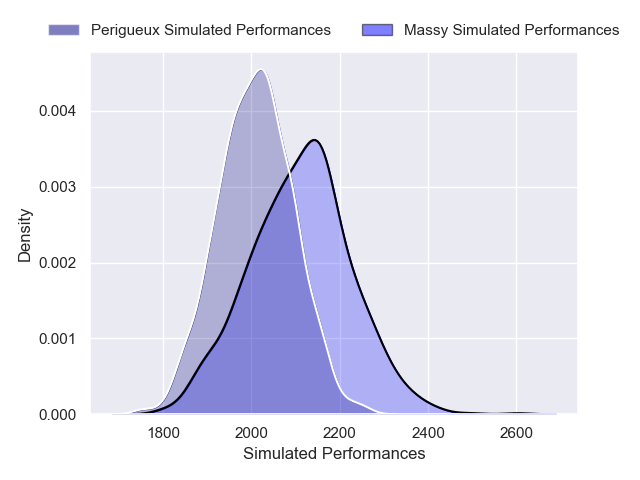 Perigueux Simulated Performances
Massy Simulated Performances
0.004
0.003
0.002
0.001
0.000
Density
1800
2000
2200
2400
2600
Simulated Performances